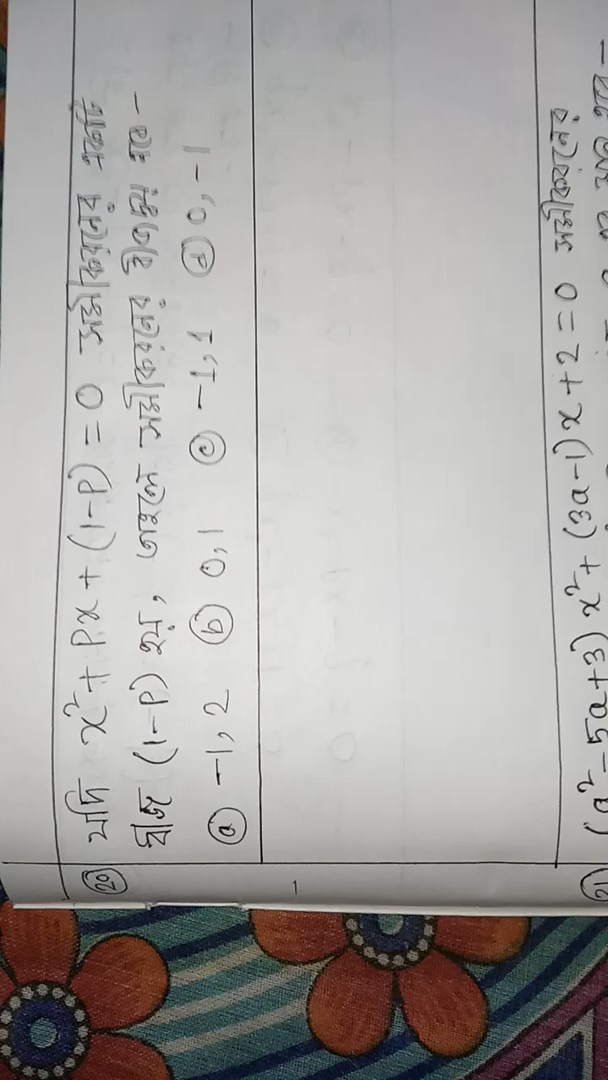 (20) যদি x² + Px + (1-P) = 0 সমীকরণের একটি
বীজ (1-P) হয়, তাহলে সমীকরণের বীজদ্বয় হবে -
(a) -1, 2 (b) 0, 1 (c) -1, 1 (d) 0, -1
(21) (a² - 5a + 3) x² + (3a - 1) x + 2 = 0 সমীকরণের